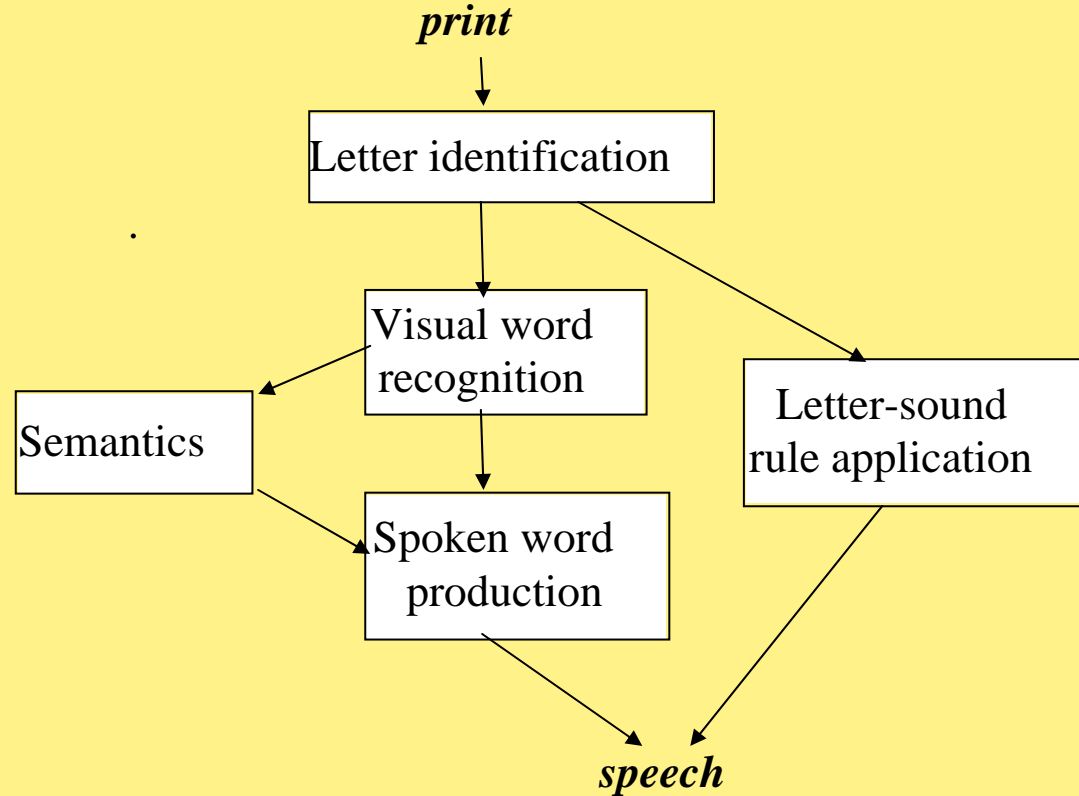 print
Letter identification
.
Visual word
recognition
Semantics
Letter-sound
rule application
Spoken word
production
speech